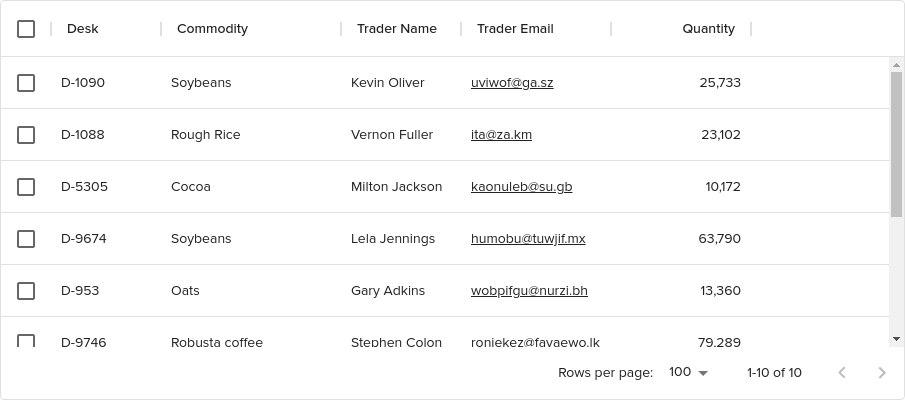 Desk Commodity Trader Name Trader Email Quantity
D-1090 Soybeans Kevin Oliver uviwof@ga.sz 25,733
D-1088 Rough Rice Vernon Fuller ita@za.km 23,102
D-5305 Cocoa Milton Jackson kaonuleb@su.gb 10,172
D-9674 Soybeans Lela Jennings humobu@tuwjif.mx 63,790
D-953 Oats Gary Adkins wobpifgu@nurzi.bh 13,360
D-9746 Robusta coffee Stephen Colon roniekez@favaewo.lk 79,289
Rows per page: 100 1-10 of 10